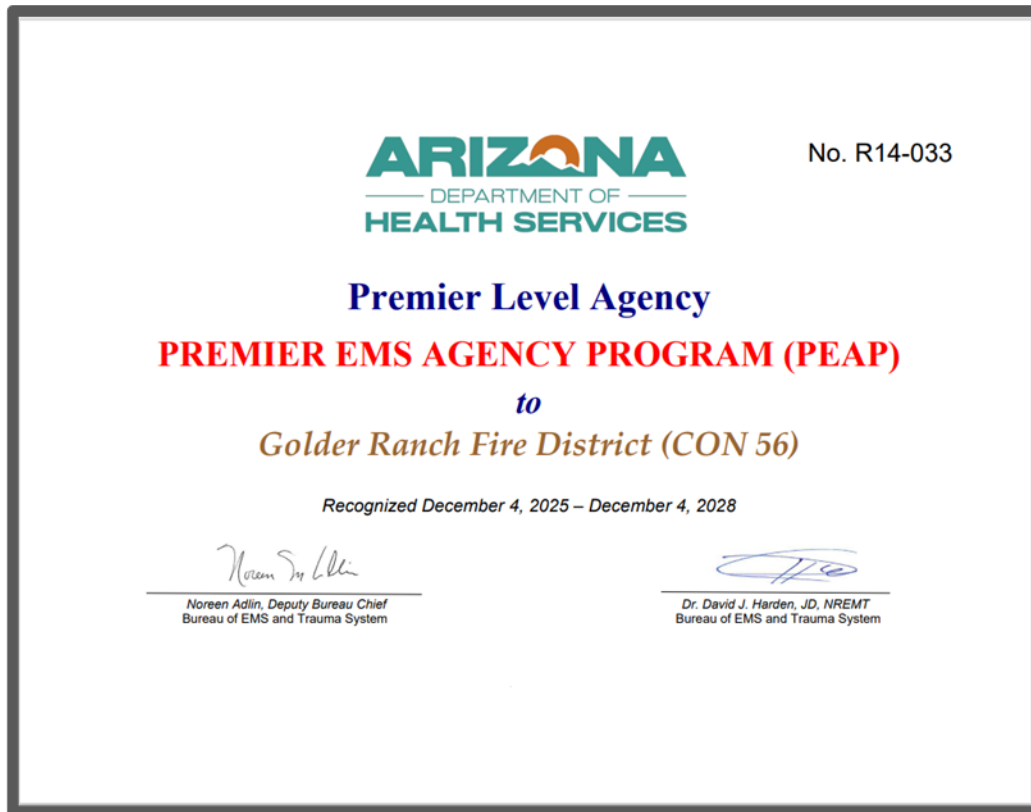 ARIZONA
DEPARTMENT OF
HEALTH SERVICES
No. R14-033
Premier Level Agency
PREMIER EMS AGENCY PROGRAM (PEAP)
to
Golder Ranch Fire District (CON 56)
Recognized December 4, 2025 – December 4, 2028
Noreen Adlin, Deputy Bureau Chief
Bureau of EMS and Trauma System
Dr. David J. Harden, JD, NREMT
Bureau of EMS and Trauma System